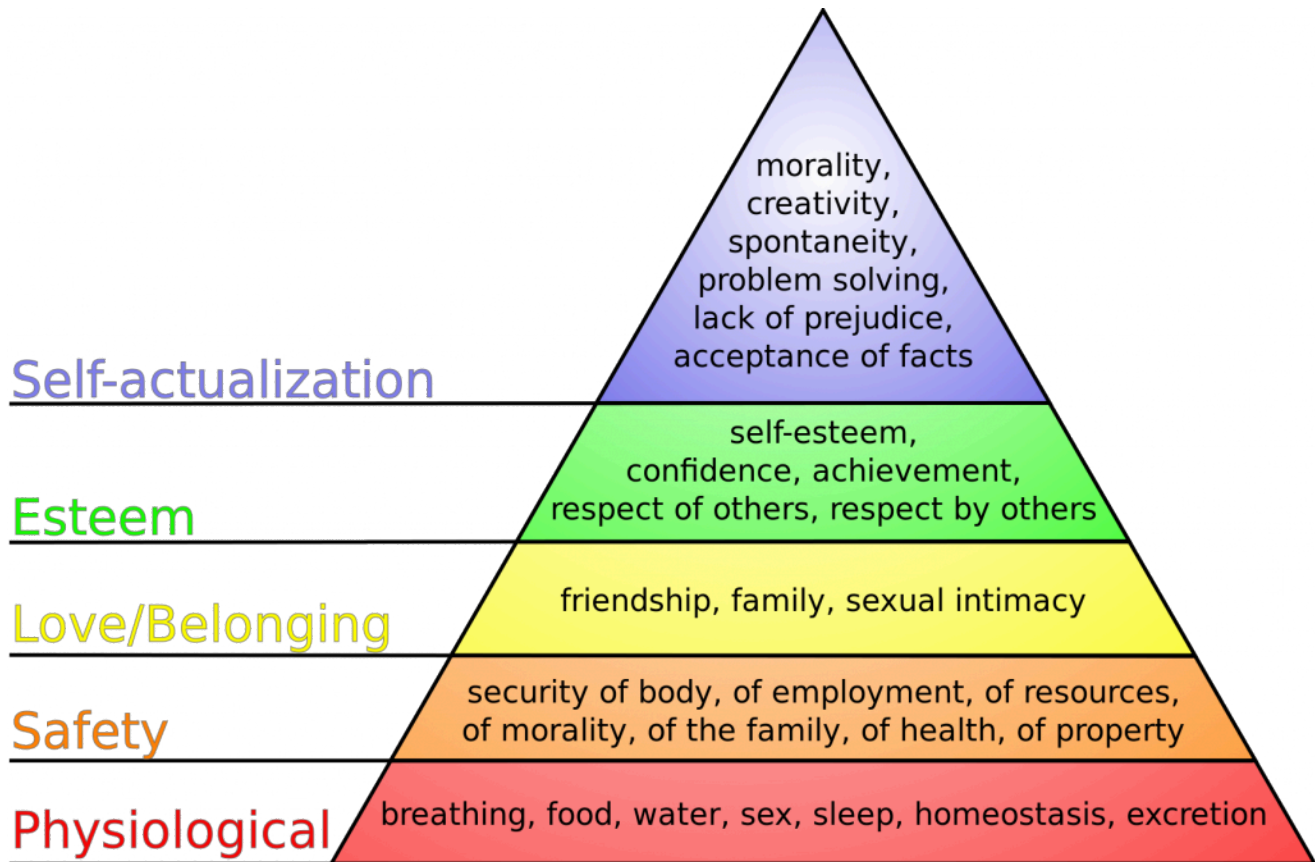 morality,
creativity,
spontaneity,
problem solving,
lack of prejudice,
acceptance of facts
Self-actualization
self-esteem,
confidence, achievement,
respect of others, respect by others
Esteem
friendship, family, sexual intimacy
Love/Belonging
security of body, of employment, of resources,
of morality, of the family, of health, of property
Safety
breathing, food, water, sex, sleep, homeostasis, excretion
Physiological